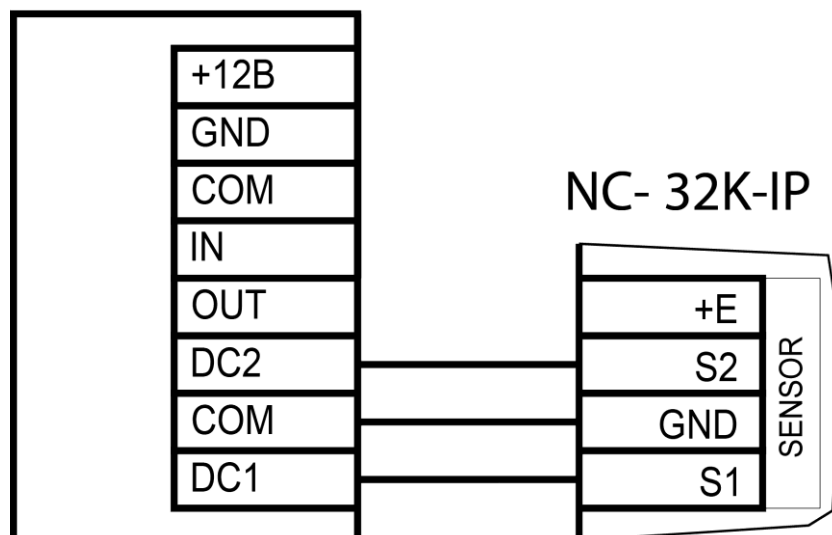 +12В
GND
COM
IN
OUT
DC2
COM
DC1
NC- 32K-IP
+E
S2
GND
S1
SENSOR